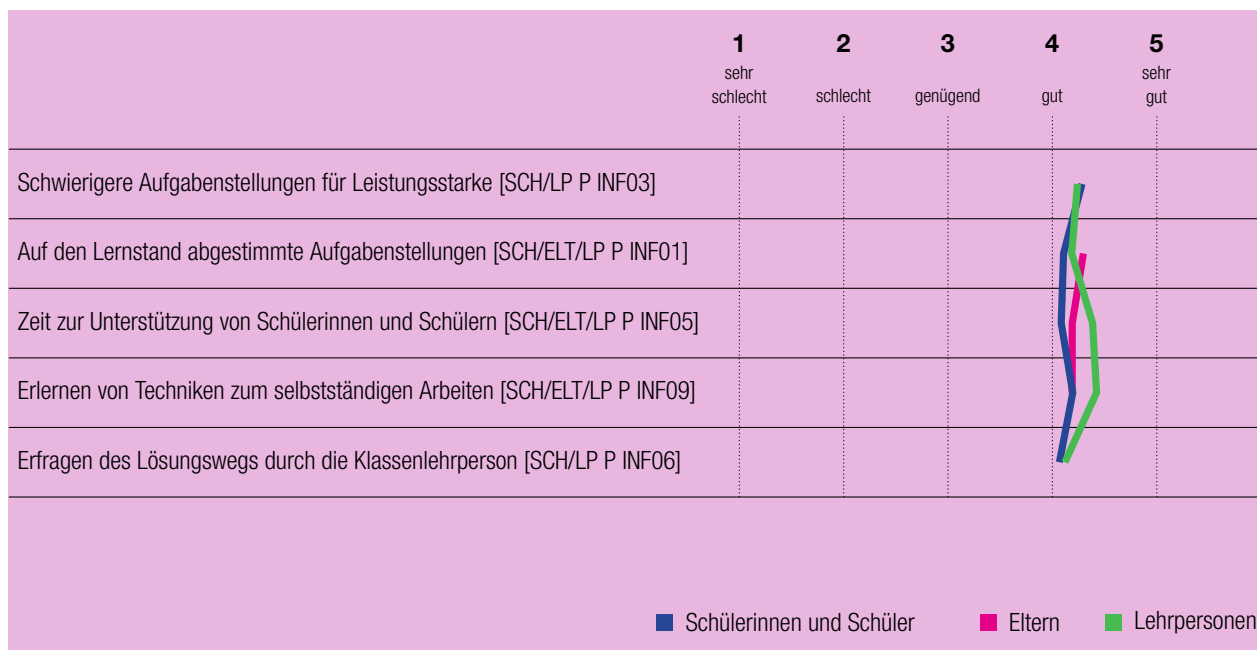 1 2 3 4 5
sehr schlecht schlecht genügend gut sehr gut
Schwierigere Aufgabenstellungen für Leistungsstarke [SCH/LP P INF03]
Auf den Lernstand abgestimmte Aufgabenstellungen [SCH/ELT/LP P INF01]
Zeit zur Unterstützung von Schülerinnen und Schülern [SCH/ELT/LP P INF05]
Erlernen von Techniken zum selbstständigen Arbeiten [SCH/ELT/LP P INF09]
Erfragen des Lösungswegs durch die Klassenlehrperson [SCH/LP P INF06]
Schülerinnen und Schüler Eltern Lehrpersonen